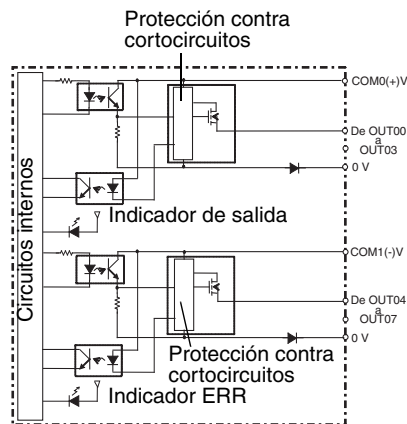 Protección contra
cortocircuitos
COM0(+)V
De OUT00
a
OUT03
0 V
Indicador de salida
Circuitos internos
COM1(-)V
De OUT04
a
OUT07
0 V
Protección contra
cortocircuitos
Indicador ERR